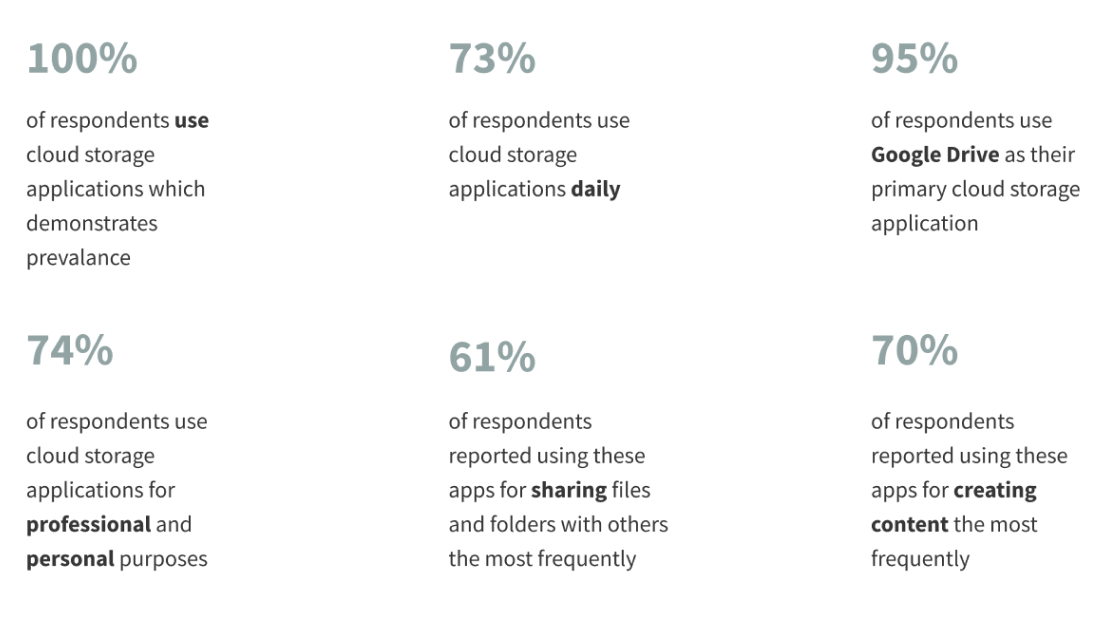 100%
of respondents use
cloud storage
applications which
demonstrates
prevalance
73%
of respondents use
cloud storage
applications daily
95%
of respondents use
Google Drive as their
primary cloud storage
application
74%
of respondents use
cloud storage
applications for
professional and
personal purposes
61%
of respondents
reported using these
apps for sharing files
and folders with others
the most frequently
70%
of respondents
reported using these
apps for creating
content the most
frequently